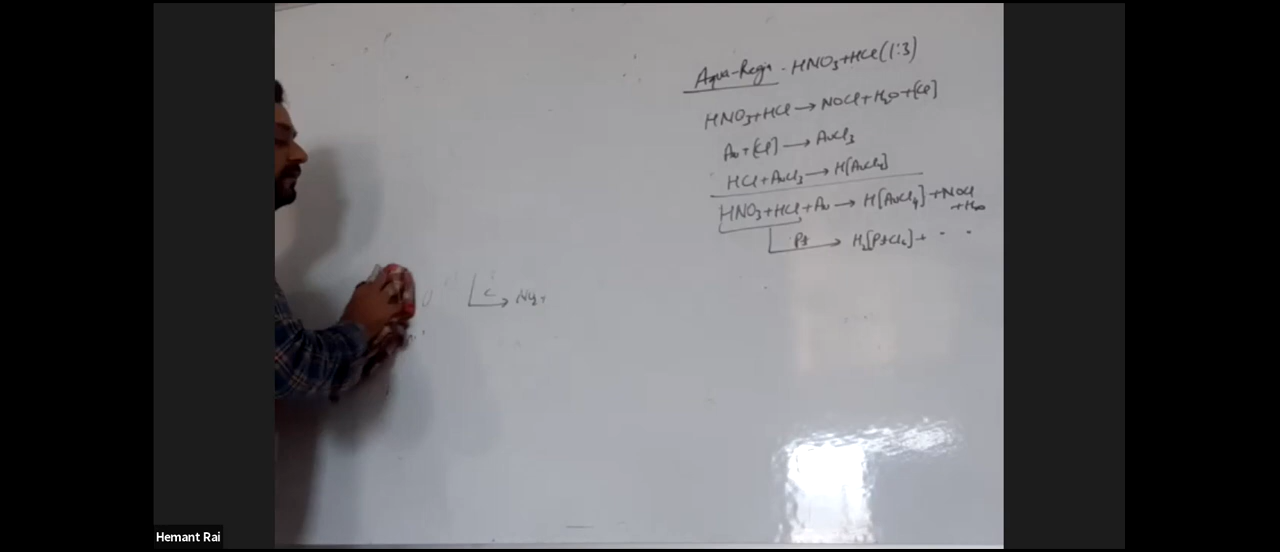 Aqua-Regia - HNO₃+HCl (1:3)
HNO₃+HCl → NOCl+H₂O+[Cl]
Au+[Cl] → AuCl₃
HCl+AuCl₃ → H[AuCl₄]
HNO₃+HCl+Au → H[AuCl₄]+NOCl
+H₂O
Pt → H₂[PtCl₆]+ · ·
C →
Hemant Rai